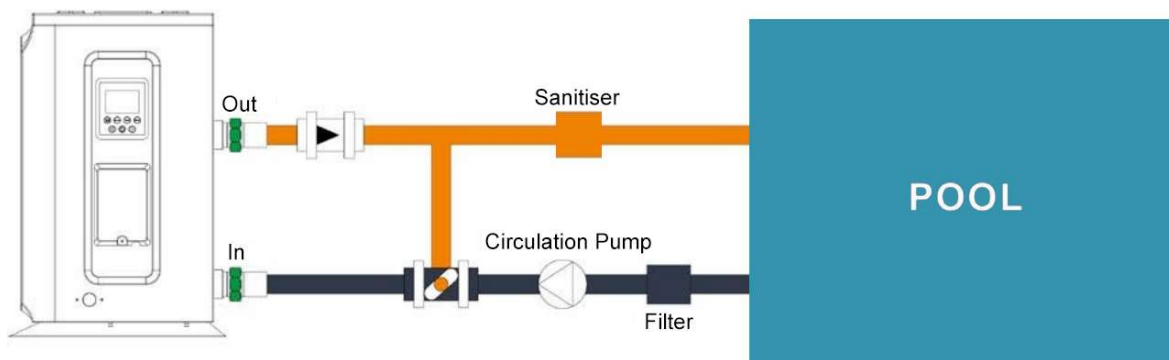 Out
Sanitiser
POOL
In
Circulation Pump
Filter